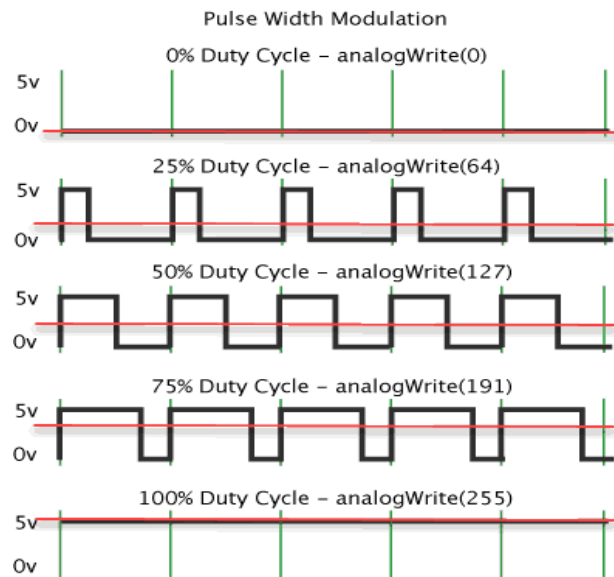 Pulse Width Modulation
0% Duty Cycle – analogWrite(0)
5v
0v
25% Duty Cycle – analogWrite(64)
5v
0v
50% Duty Cycle – analogWrite(127)
5v
0v
75% Duty Cycle – analogWrite(191)
5v
0v
100% Duty Cycle – analogWrite(255)
5v
0v